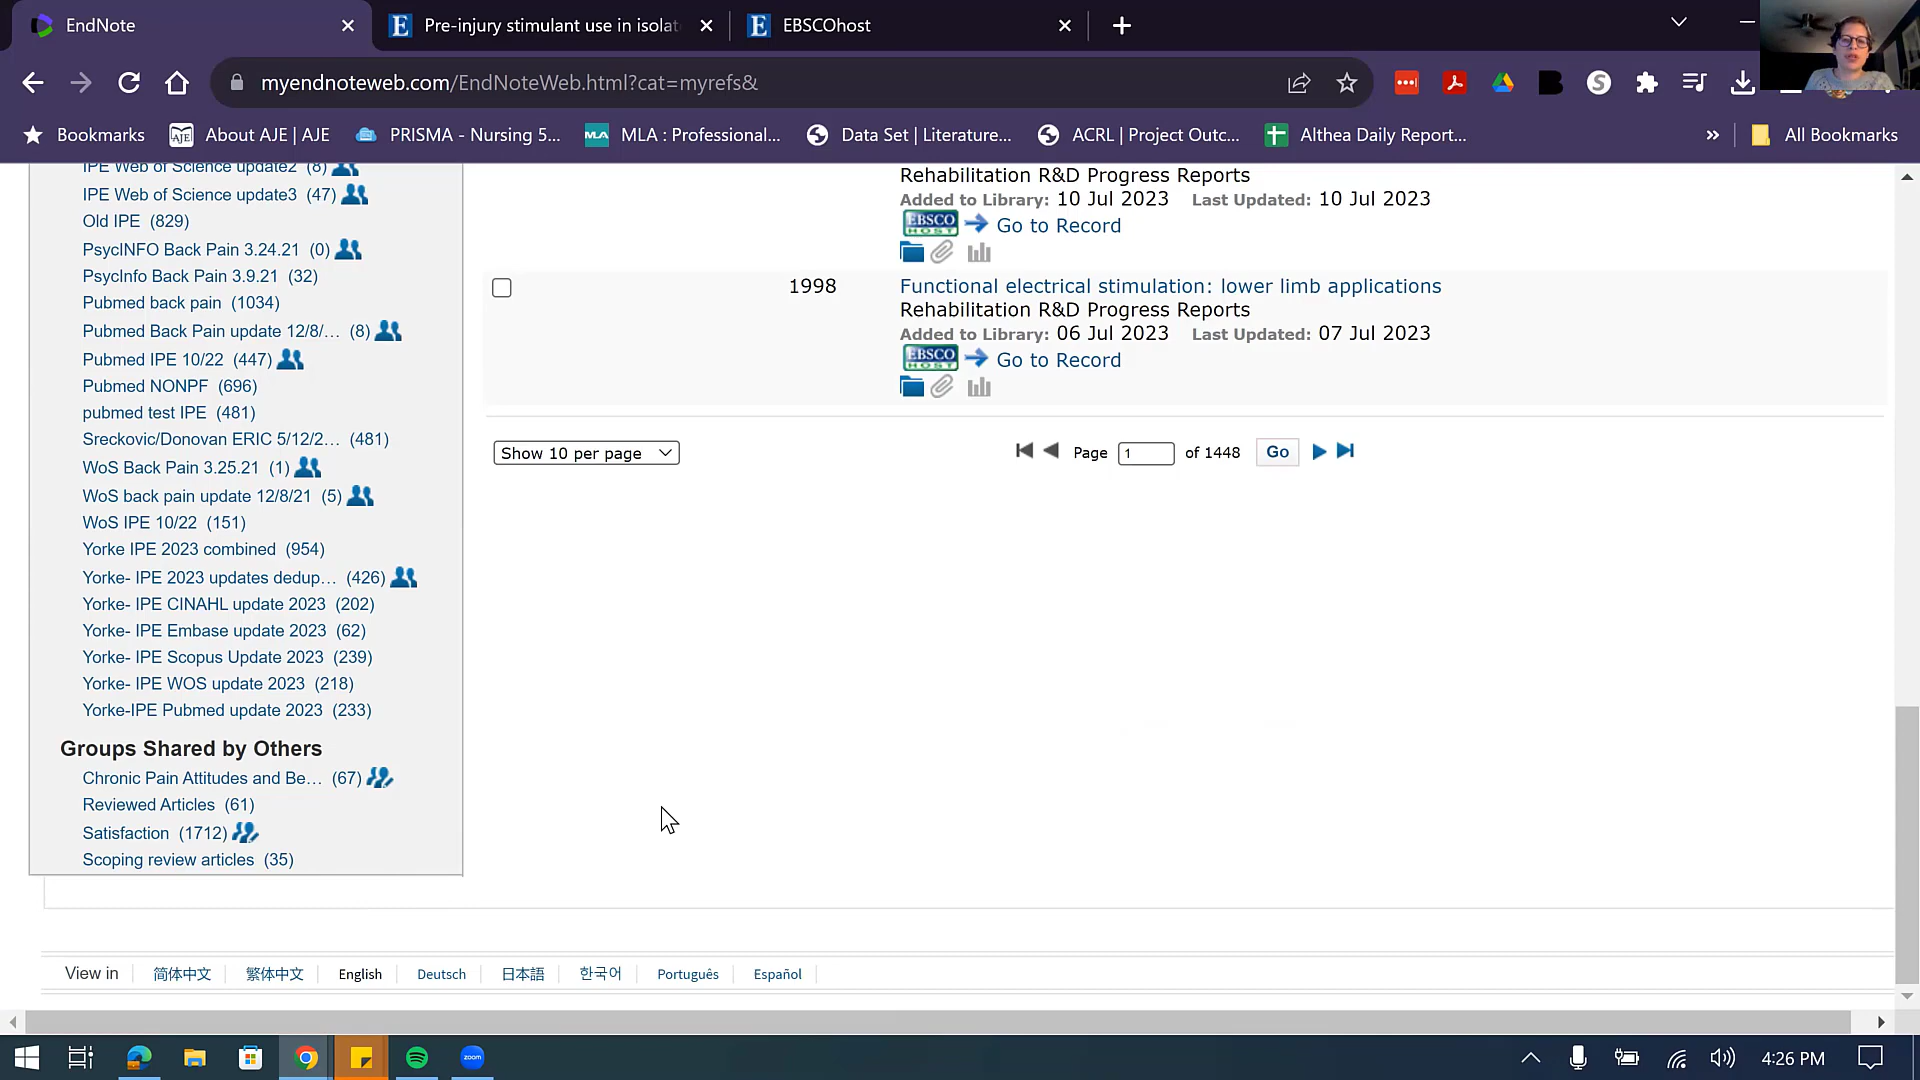 EndNote
Pre-injury stimulant use in isolat
EBSCOhost
myendnoteweb.com/EndNoteWeb.html?cat=myrefs&
Bookmarks
About AJE | AJE
PRISMA - Nursing 5...
MLA : Professional...
Data Set | Literature...
ACRL | Project Outc...
Althea Daily Report...
»
All Bookmarks
IPE Web of Science update2 (8)
IPE Web of Science update3 (47)
Old IPE (829)
PsycINFO Back Pain 3.24.21 (0)
PsycInfo Back Pain 3.9.21 (32)
Pubmed back pain (1034)
Pubmed Back Pain update 12/8/... (8)
Pubmed IPE 10/22 (447)
Pubmed NONPF (696)
pubmed test IPE (481)
Sreckovic/Donovan ERIC 5/12/2... (481)
WoS Back Pain 3.25.21 (1)
WoS back pain update 12/8/21 (5)
WoS IPE 10/22 (151)
Yorke IPE 2023 combined (954)
Yorke- IPE 2023 updates dedup... (426)
Yorke- IPE CINAHL update 2023 (202)
Yorke- IPE Embase update 2023 (62)
Yorke- IPE Scopus Update 2023 (239)
Yorke- IPE WOS update 2023 (218)
Yorke-IPE Pubmed update 2023 (233)
Groups Shared by Others
Chronic Pain Attitudes and Be... (67)
Reviewed Articles (61)
Satisfaction (1712)
Scoping review articles (35)
Rehabilitation R&D Progress Reports
Added to Library: 10 Jul 2023 Last Updated: 10 Jul 2023
EBSCO HOST Go to Record
1998 Functional electrical stimulation: lower limb applications
Rehabilitation R&D Progress Reports
Added to Library: 06 Jul 2023 Last Updated: 07 Jul 2023
EBSCO HOST Go to Record
Show 10 per page
Page 1 of 1448 Go
View in 简体中文 繁体中文 English Deutsch 日本語 한국어 Português Español
zoom
4:26 PM